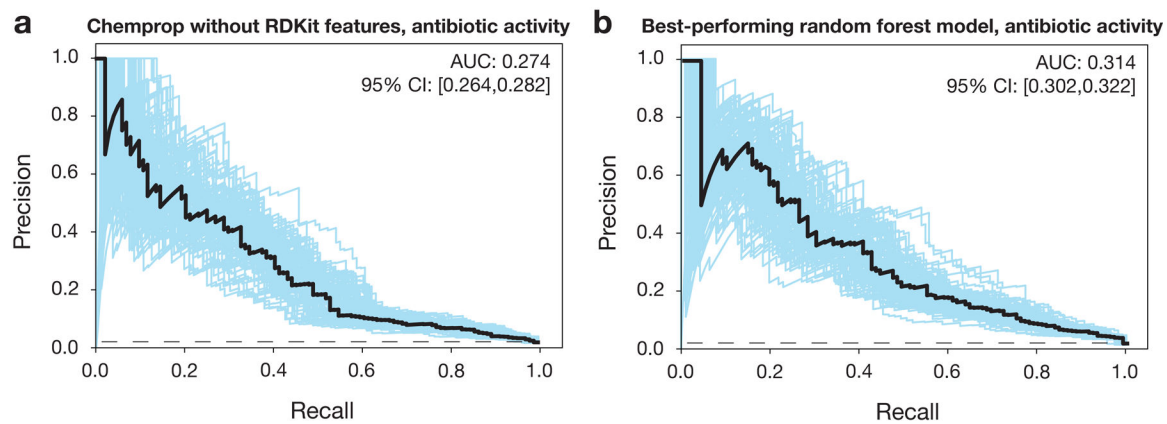 a Chemprop without RDKit features, antibiotic activity
AUC: 0.274
95% CI: [0.264,0.282]
1.0
0.8
0.6
0.4
0.2
0.0
Precision
0.0 0.2 0.4 0.6 0.8 1.0
Recall
b Best-performing random forest model, antibiotic activity
AUC: 0.314
95% CI: [0.302,0.322]
1.0
0.8
0.6
0.4
0.2
0.0
Precision
0.0 0.2 0.4 0.6 0.8 1.0
Recall